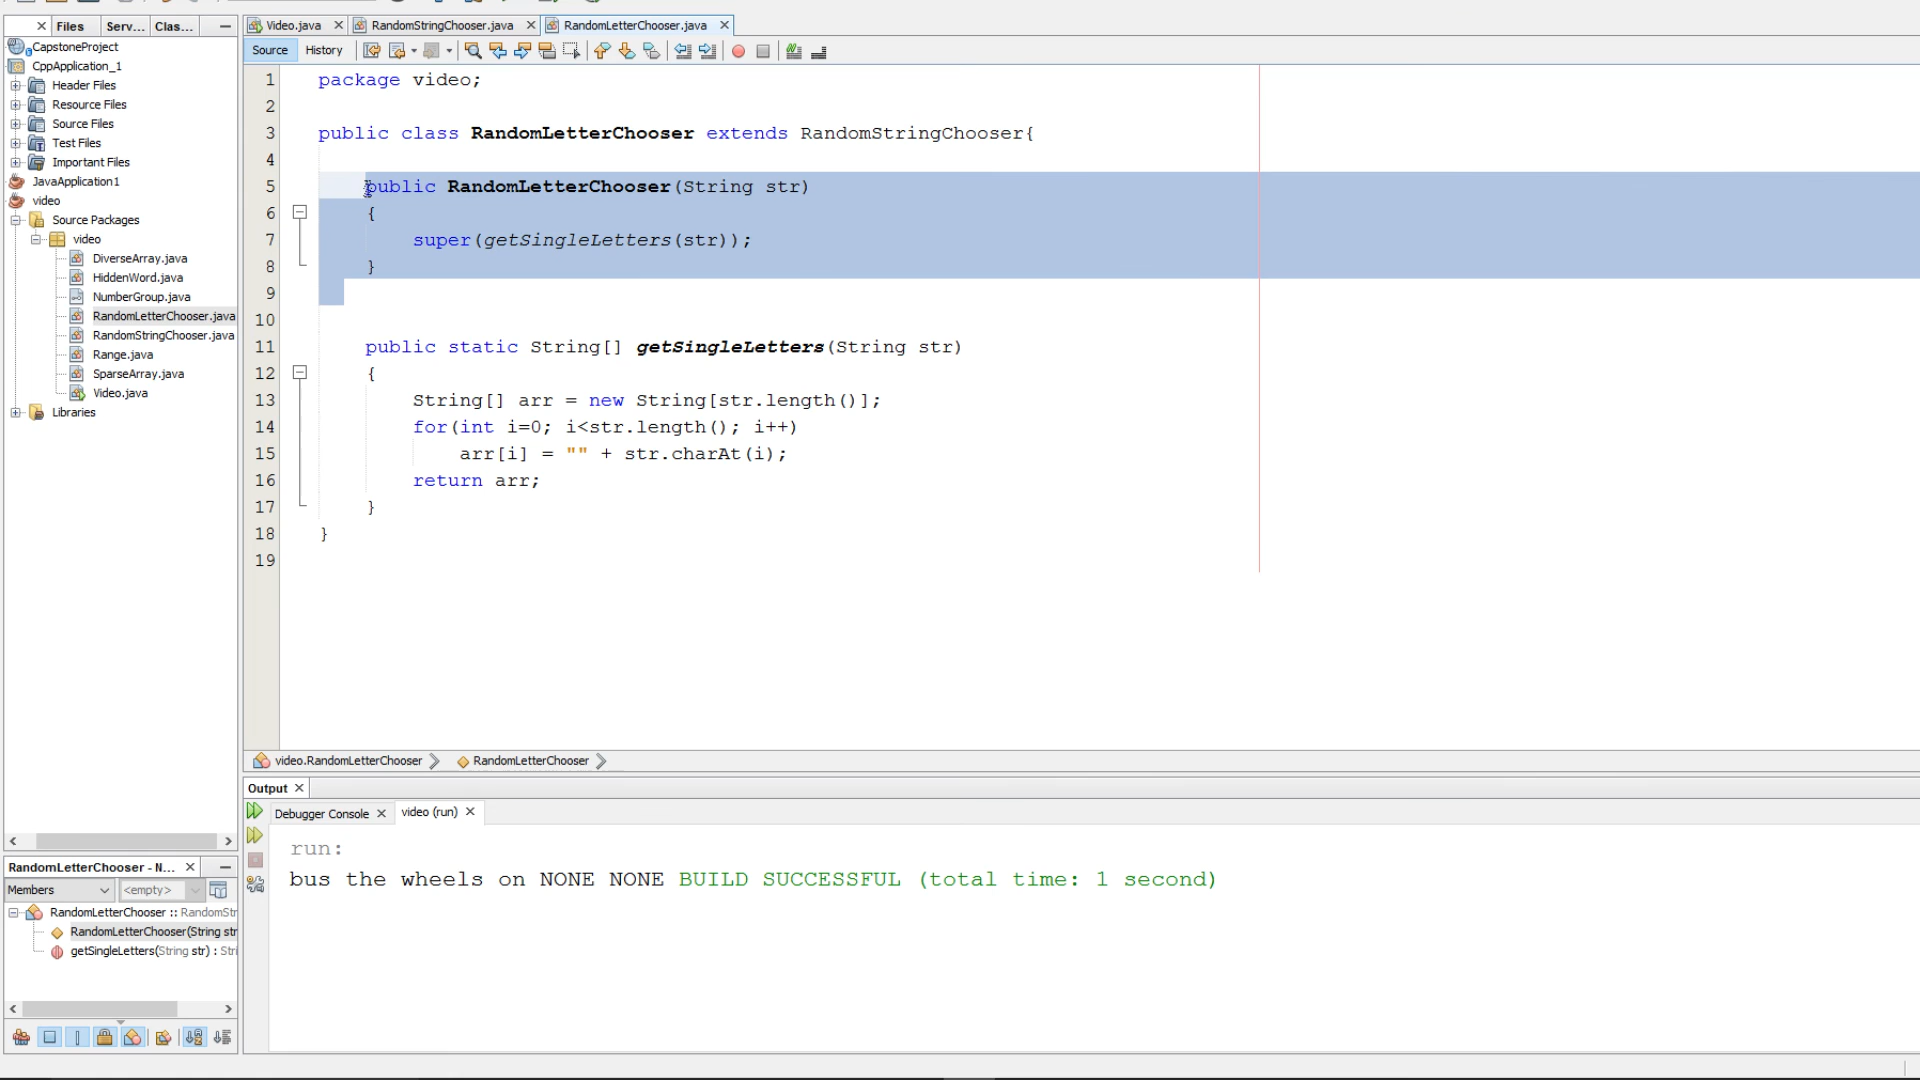 Files Serv... Clas...
CapstoneProject
CppApplication_1
Header Files
Resource Files
Source Files
Test Files
Important Files
JavaApplication1
video
Source Packages
video
DiverseArray.java
HiddenWord.java
NumberGroup.java
RandomLetterChooser.java
RandomStringChooser.java
Range.java
SparseArray.java
Video.java
Libraries
Video.java RandomStringChooser.java RandomLetterChooser.java
Source History
1 package video;
2
3 public class RandomLetterChooser extends RandomStringChooser{
4
5 public RandomLetterChooser(String str)
6 {
7 super(getSingleLetters(str));
8 }
9
10
11 public static String[] getSingleLetters(String str)
12 {
13 String[] arr = new String[str.length()];
14 for(int i=0; i<str.length(); i++)
15 arr[i] = "" + str.charAt(i);
16 return arr;
17 }
18 }
19
video.RandomLetterChooser RandomLetterChooser
Output
Debugger Console video (run)
run:
bus the wheels on NONE NONE BUILD SUCCESSFUL (total time: 1 second)
RandomLetterChooser - N...
Members <empty>
RandomLetterChooser :: RandomStr
RandomLetterChooser(String str
getSingleLetters(String str) : Stri